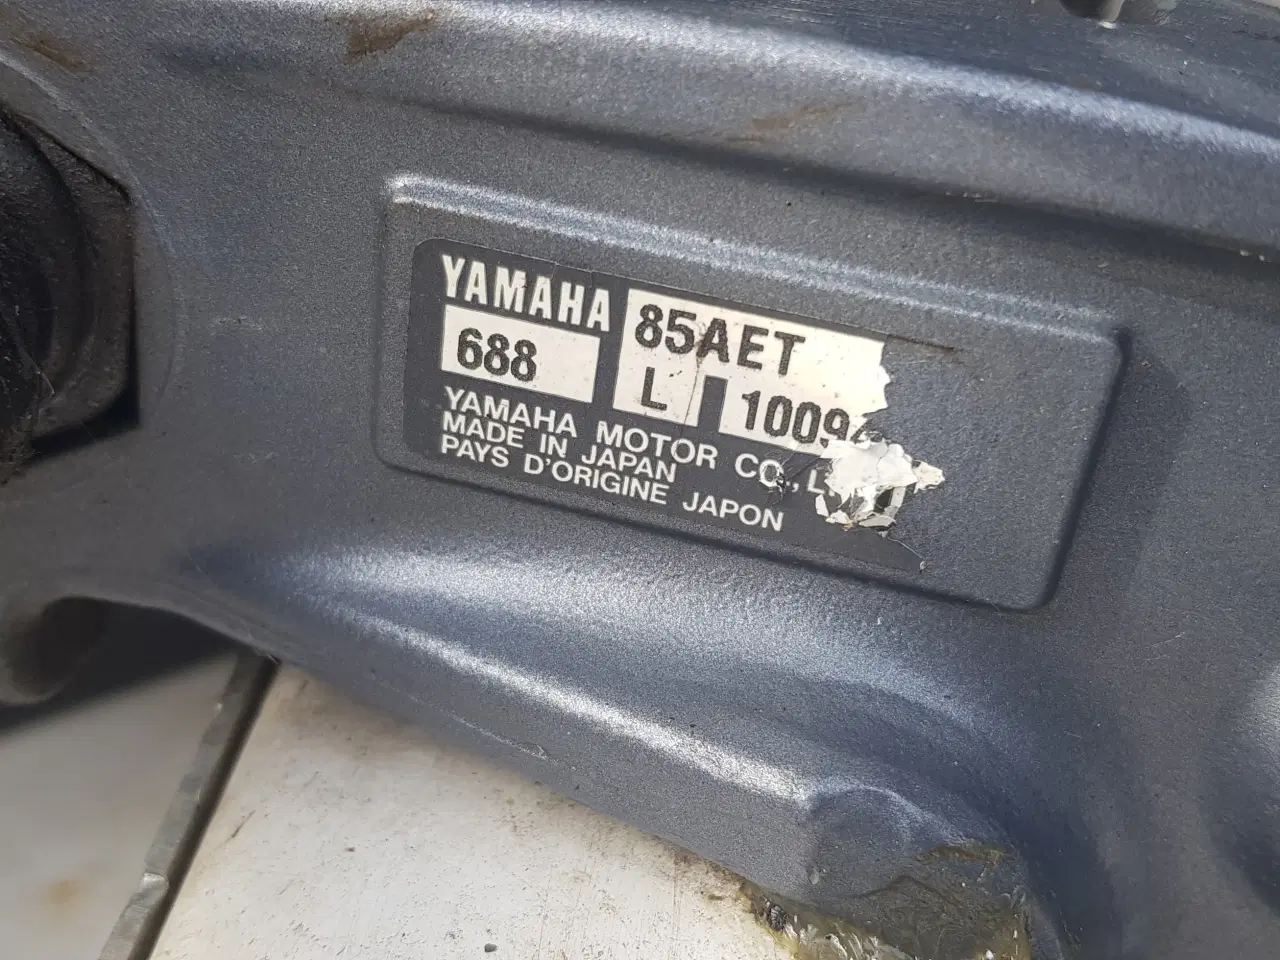 YAMAHA 85AET
688 L 1009
YAMAHA MOTOR CO.,
MADE IN JAPAN
PAYS D'ORIGINE JAPON